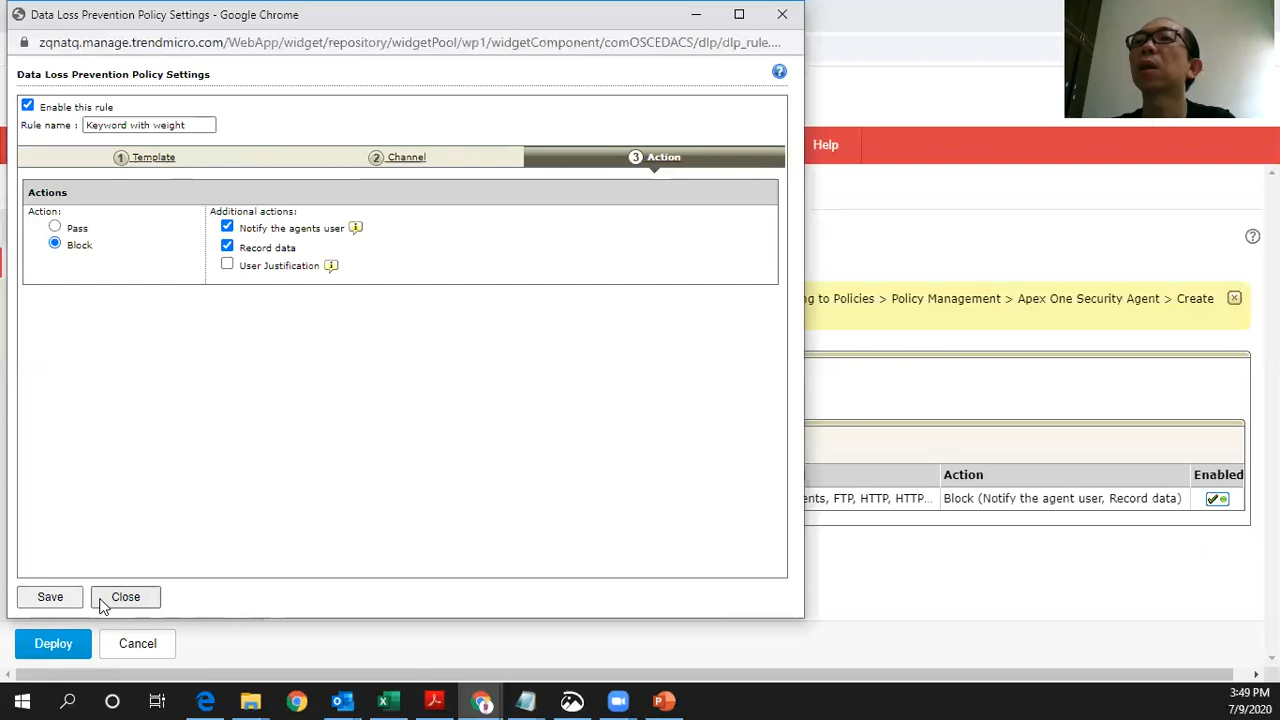 Data Loss Prevention Policy Settings - Google Chrome
zqnatq.manage.trendmicro.com/WebApp/widget/repository/widgetPool/wp1/widgetComponent/comOSCEDACS/dlp/dlp_rule....
Data Loss Prevention Policy Settings
Enable this rule
Rule name : Keyword with weight
1 Template
2 Channel
3 Action
Help
Actions
Action:
Additional actions:
Pass
Notify the agents user
Block
Record data
User Justification
ng to Policies > Policy Management > Apex One Security Agent > Create
Action
Enabled
ents, FTP, HTTP, HTTP...
Block (Notify the agent user, Record data)
Save
Close
Deploy
Cancel
3:49 PM
7/9/2020